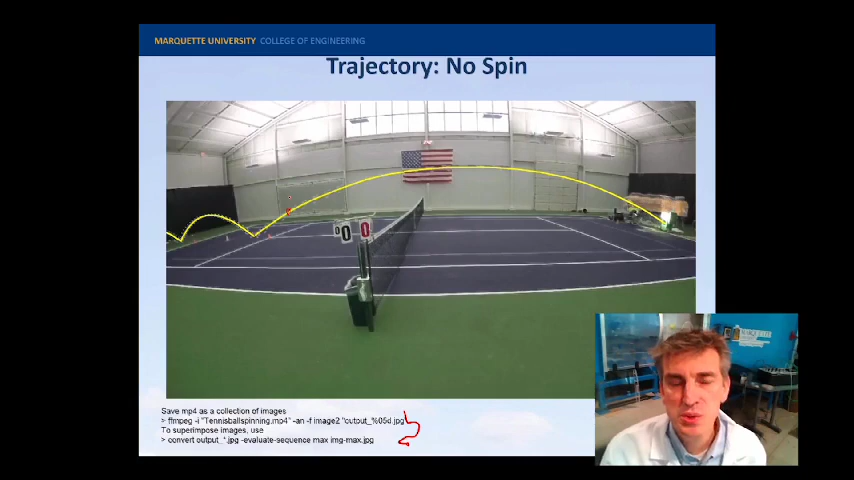 MARQUETTE UNIVERSITY COLLEGE OF ENGINEERING
Trajectory: No Spin
0 0 0
Save mp4 as a collection of images
> ffmpeg -i "Tennisballspinning.mp4" -an -f image2 "output_%05d.jpg
To superimpose images, use
> convert output_*.jpg -evaluate-sequence max img-max.jpg